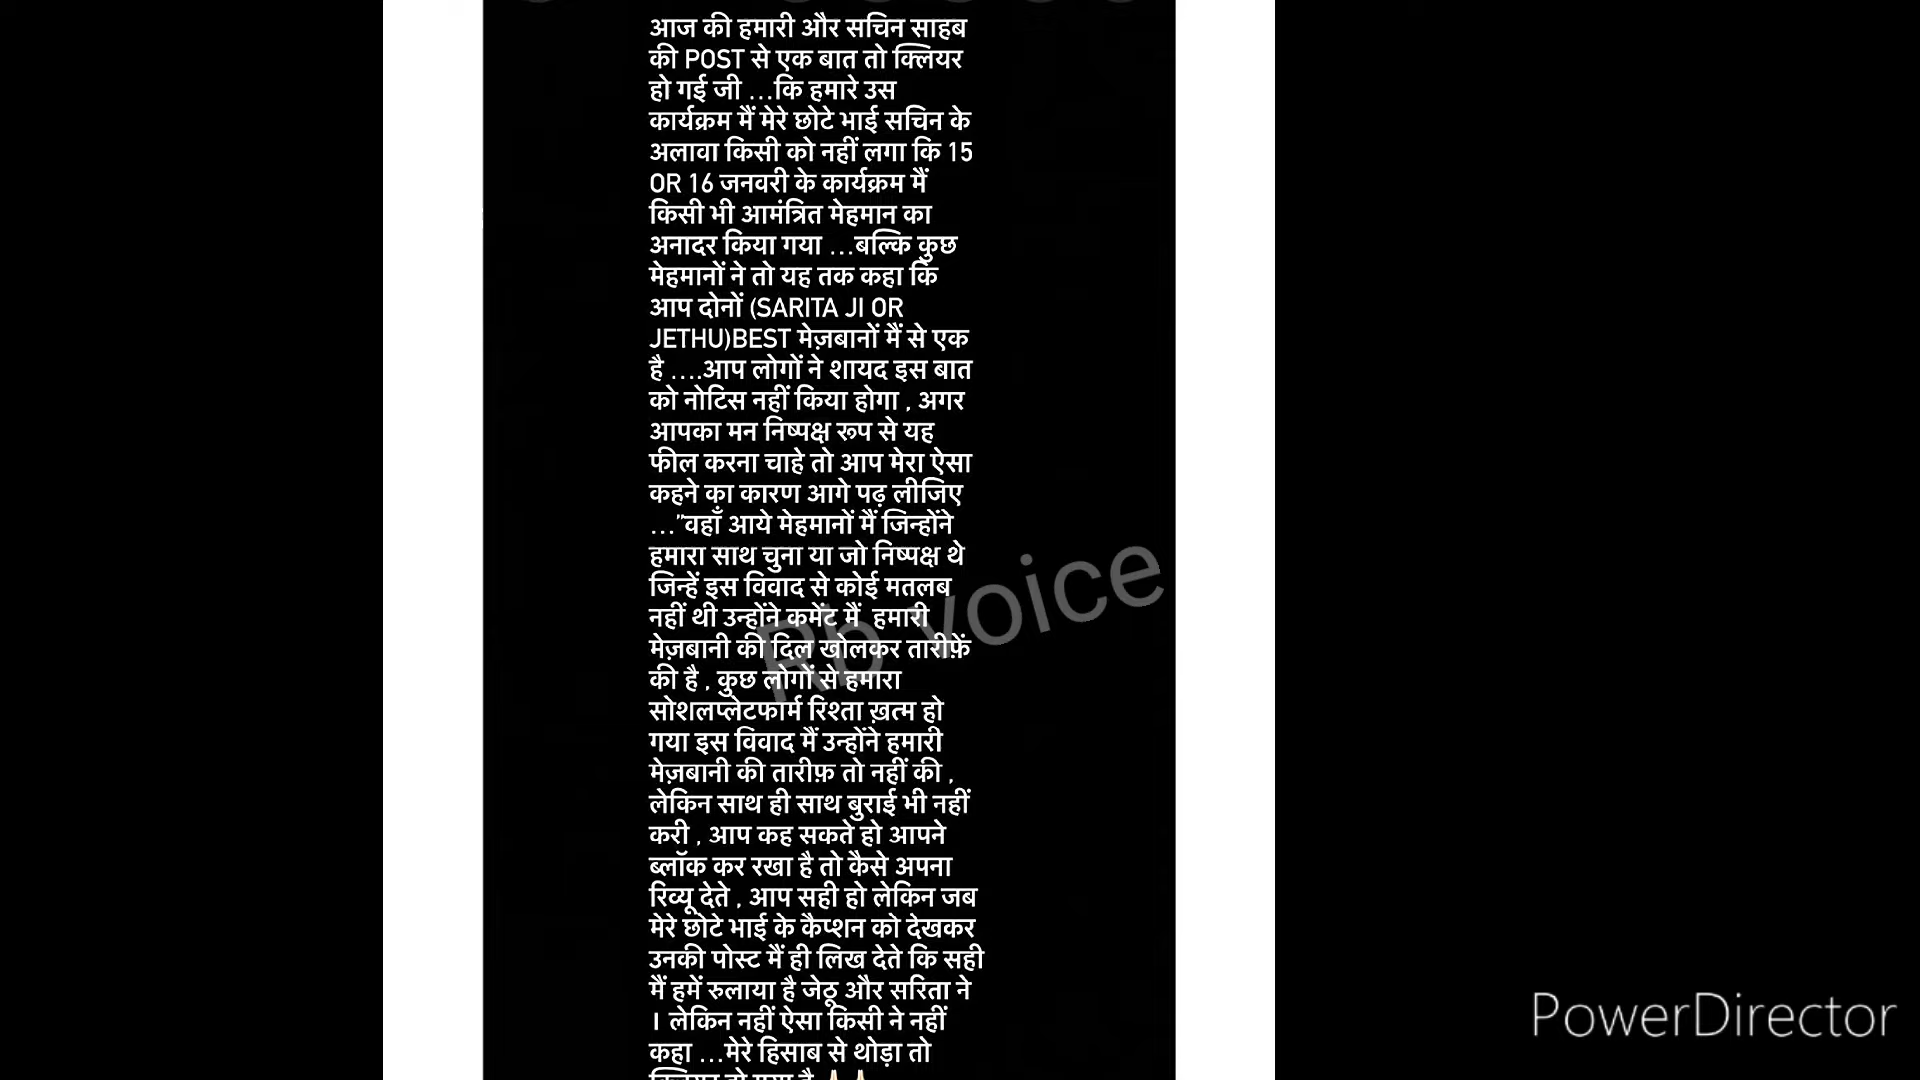 आज की हमारी और सचिन साहब
की POST से एक बात तो क्लियर
हो गई जी ...कि हमारे उस
कार्यक्रम मैं मेरे छोटे भाई सचिन के
अलावा किसी को नहीं लगा कि 15
OR 16 जनवरी के कार्यक्रम मैं
किसी भी आमंत्रित मेहमान का
अनादर किया गया ...बल्कि कुछ
मेहमानों ने तो यह तक कहा कि
आप दोनों (SARITA JI OR
JETHU)BEST मेज़बानों मैं से एक
है ....आप लोगों ने शायद इस बात
को नोटिस नहीं किया होगा , अगर
आपका मन निष्पक्ष रूप से यह
फील करना चाहे तो आप मेरा ऐसा
कहने का कारण आगे पढ़ लीजिए
...”वहाँ आये मेहमानों मैं जिन्होंने
हमारा साथ चुना या जो निष्पक्ष थे
जिन्हें इस विवाद से कोई मतलब
नहीं थी उन्होंने कमेंट मैं हमारी
मेज़बानी की दिल खोलकर तारीफ़ें
की है , कुछ लोगों से हमारा
सोशलप्लेटफार्म रिश्ता ख़त्म हो
गया इस विवाद मैं उन्होंने हमारी
मेज़बानी की तारीफ़ तो नहीं की ,
लेकिन साथ ही साथ बुराई भी नहीं
करी , आप कह सकते हो आपने
ब्लॉक कर रखा है तो कैसे अपना
रिव्यू देते , आप सही हो लेकिन जब
मेरे छोटे भाई के कैप्शन को देखकर
उनकी पोस्ट मैं ही लिख देते कि सही
मैं हमें रुलाया है जेठू और सरिता ने
। लेकिन नहीं ऐसा किसी ने नहीं
कहा ...मेरे हिसाब से थोड़ा तो
Rb voice
PowerDirector